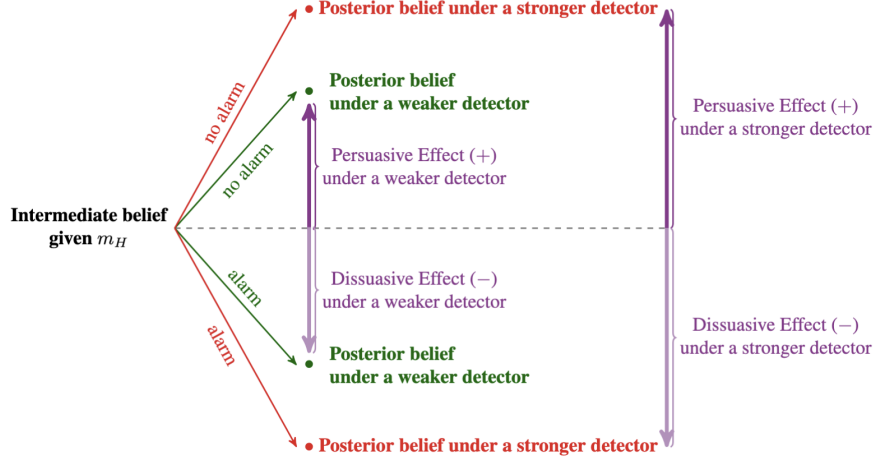 Posterior belief under a stronger detector
no alarm
Posterior belief
under a weaker detector
no alarm
Persuasive Effect (+)
under a weaker detector
Persuasive Effect (+)
under a stronger detector
Intermediate belief
given m_H
alarm
Dissuasive Effect (−)
under a weaker detector
alarm
Dissuasive Effect (−)
under a stronger detector
Posterior belief
under a weaker detector
Posterior belief under a stronger detector